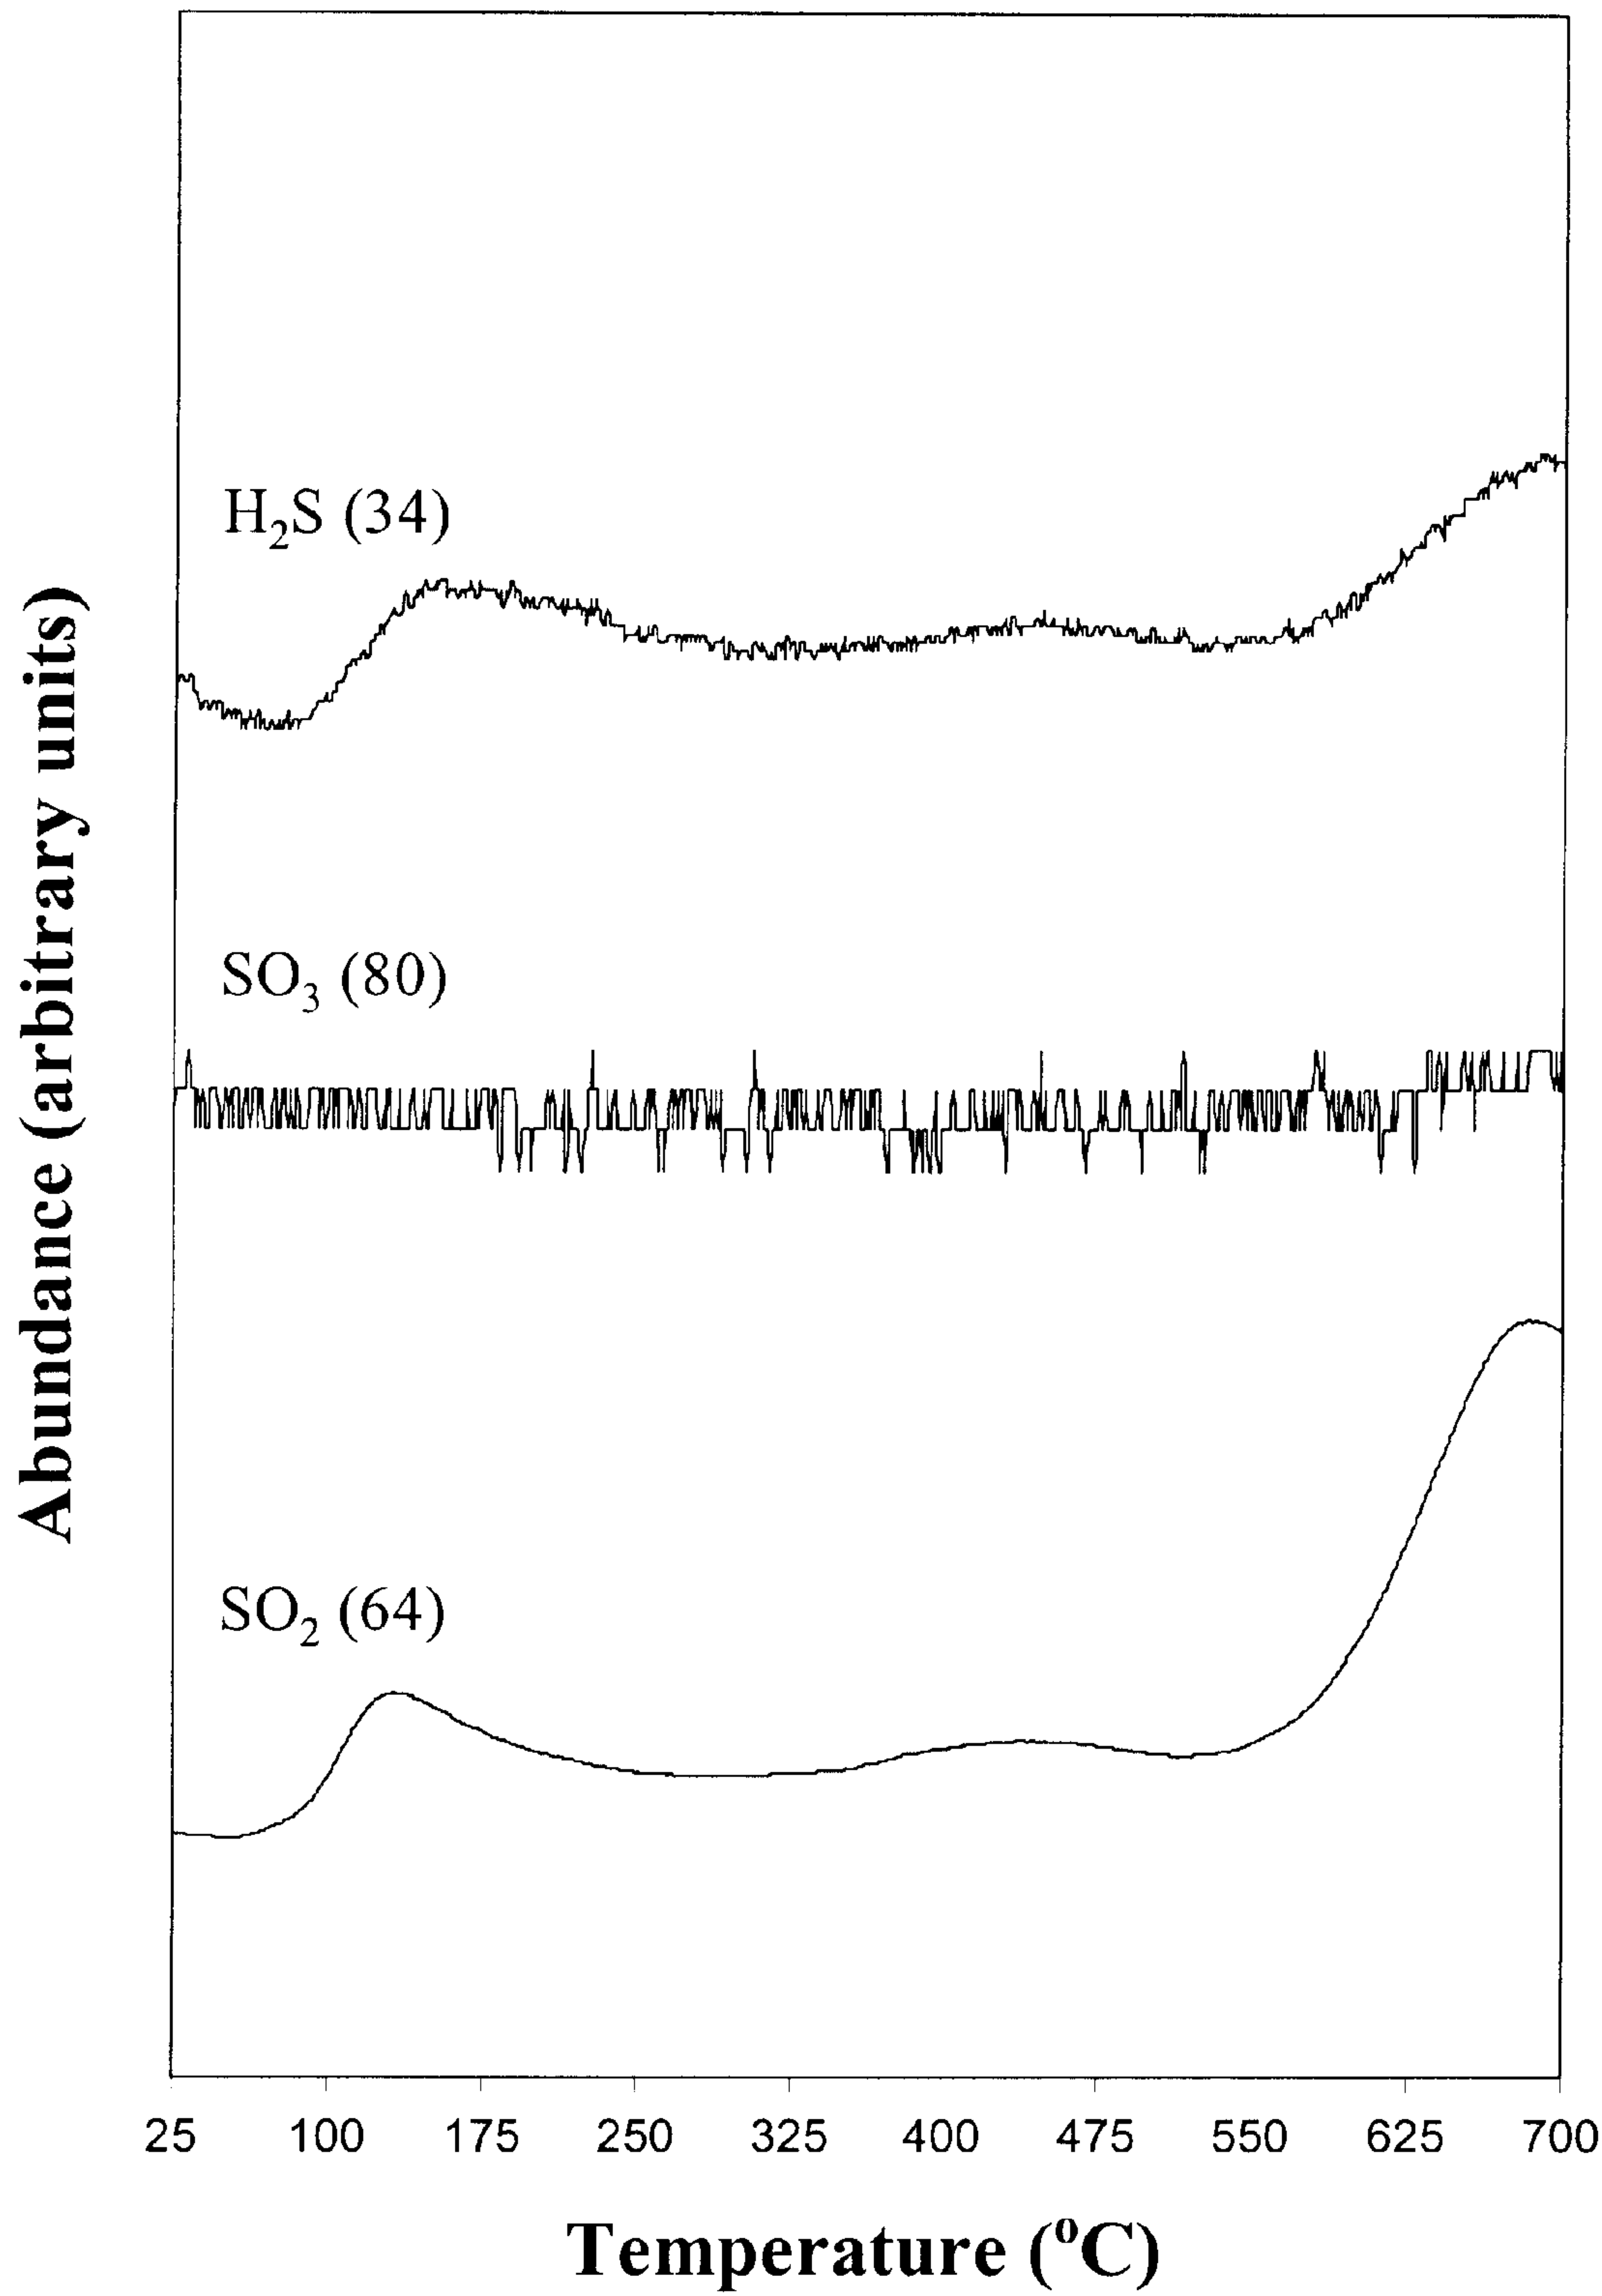 Abundance (arbitrary units)
H₂S (34)
SO₃ (80)
SO₂ (64)
25 100 175 250 325 400 475 550 625 700
Temperature (°C)